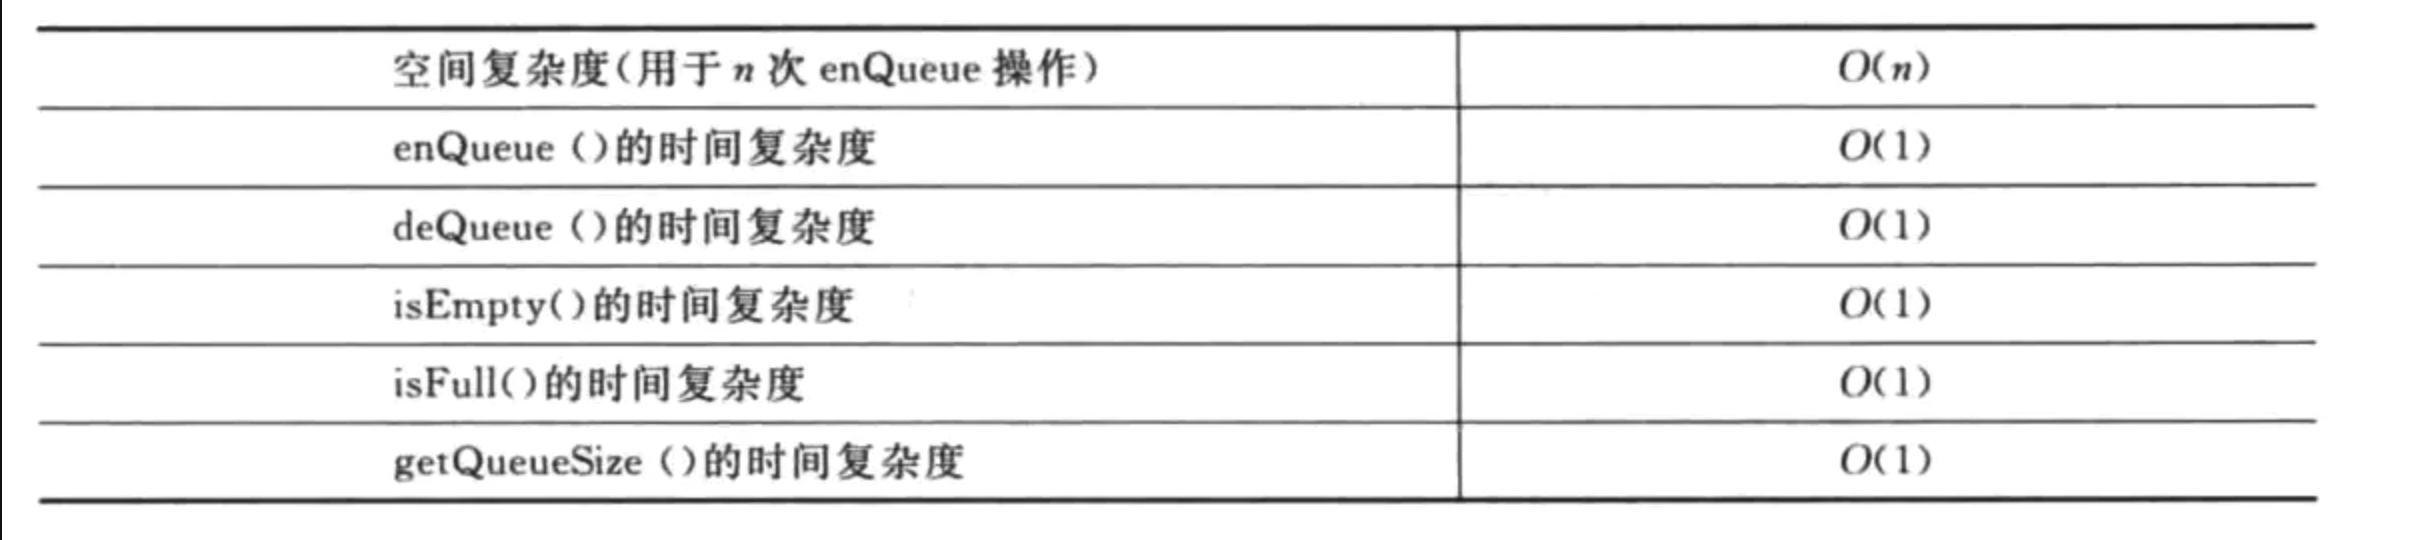 空间复杂度(用于 n 次 enQueue 操作) O(n)
enQueue ()的时间复杂度 O(1)
deQueue ()的时间复杂度 O(1)
isEmpty()的时间复杂度 O(1)
isFull()的时间复杂度 O(1)
getQueueSize ()的时间复杂度 O(1)